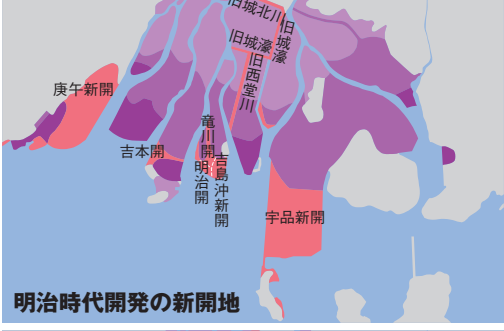 旧城北川
旧城濠
旧城濠
旧西堂川
庚午新開
吉本開
竜川開
明治開
吉島沖新開
宇品新開
明治時代開発の新開地